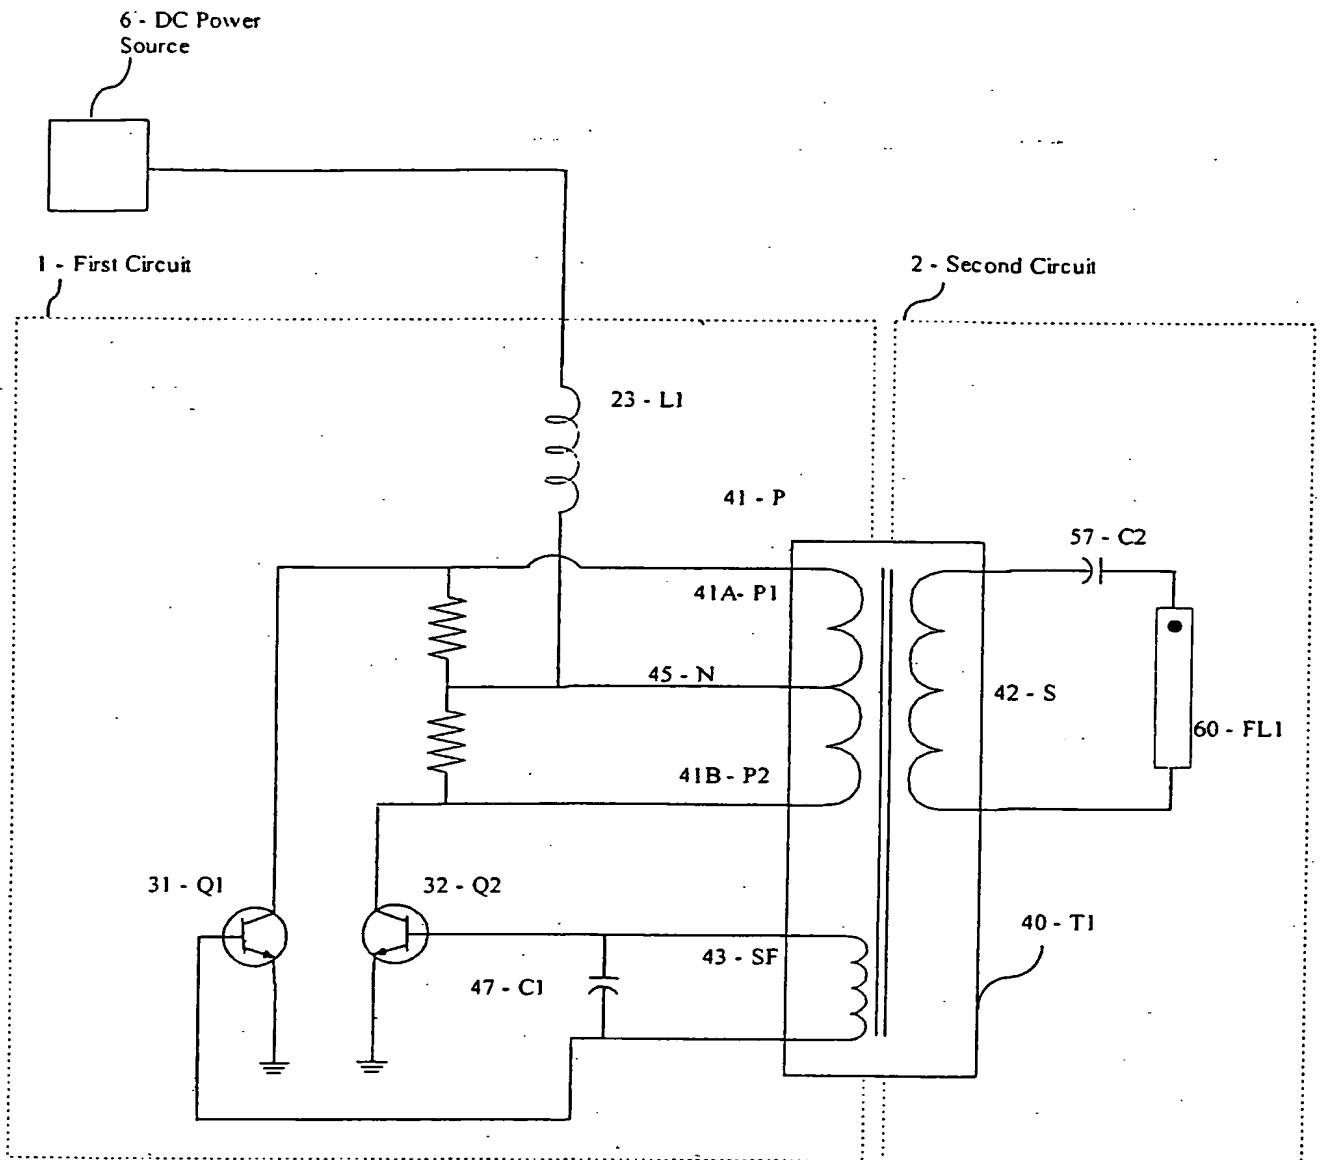 6 - DC Power
Source
1 - First Circuit
2 - Second Circuit
23 - L1
41 - P
57 - C2
41A- P1
45 - N
42 - S
60 - FL1
41B - P2
31 - Q1
32 - Q2
40 - T1
43 - SF
47 - C1